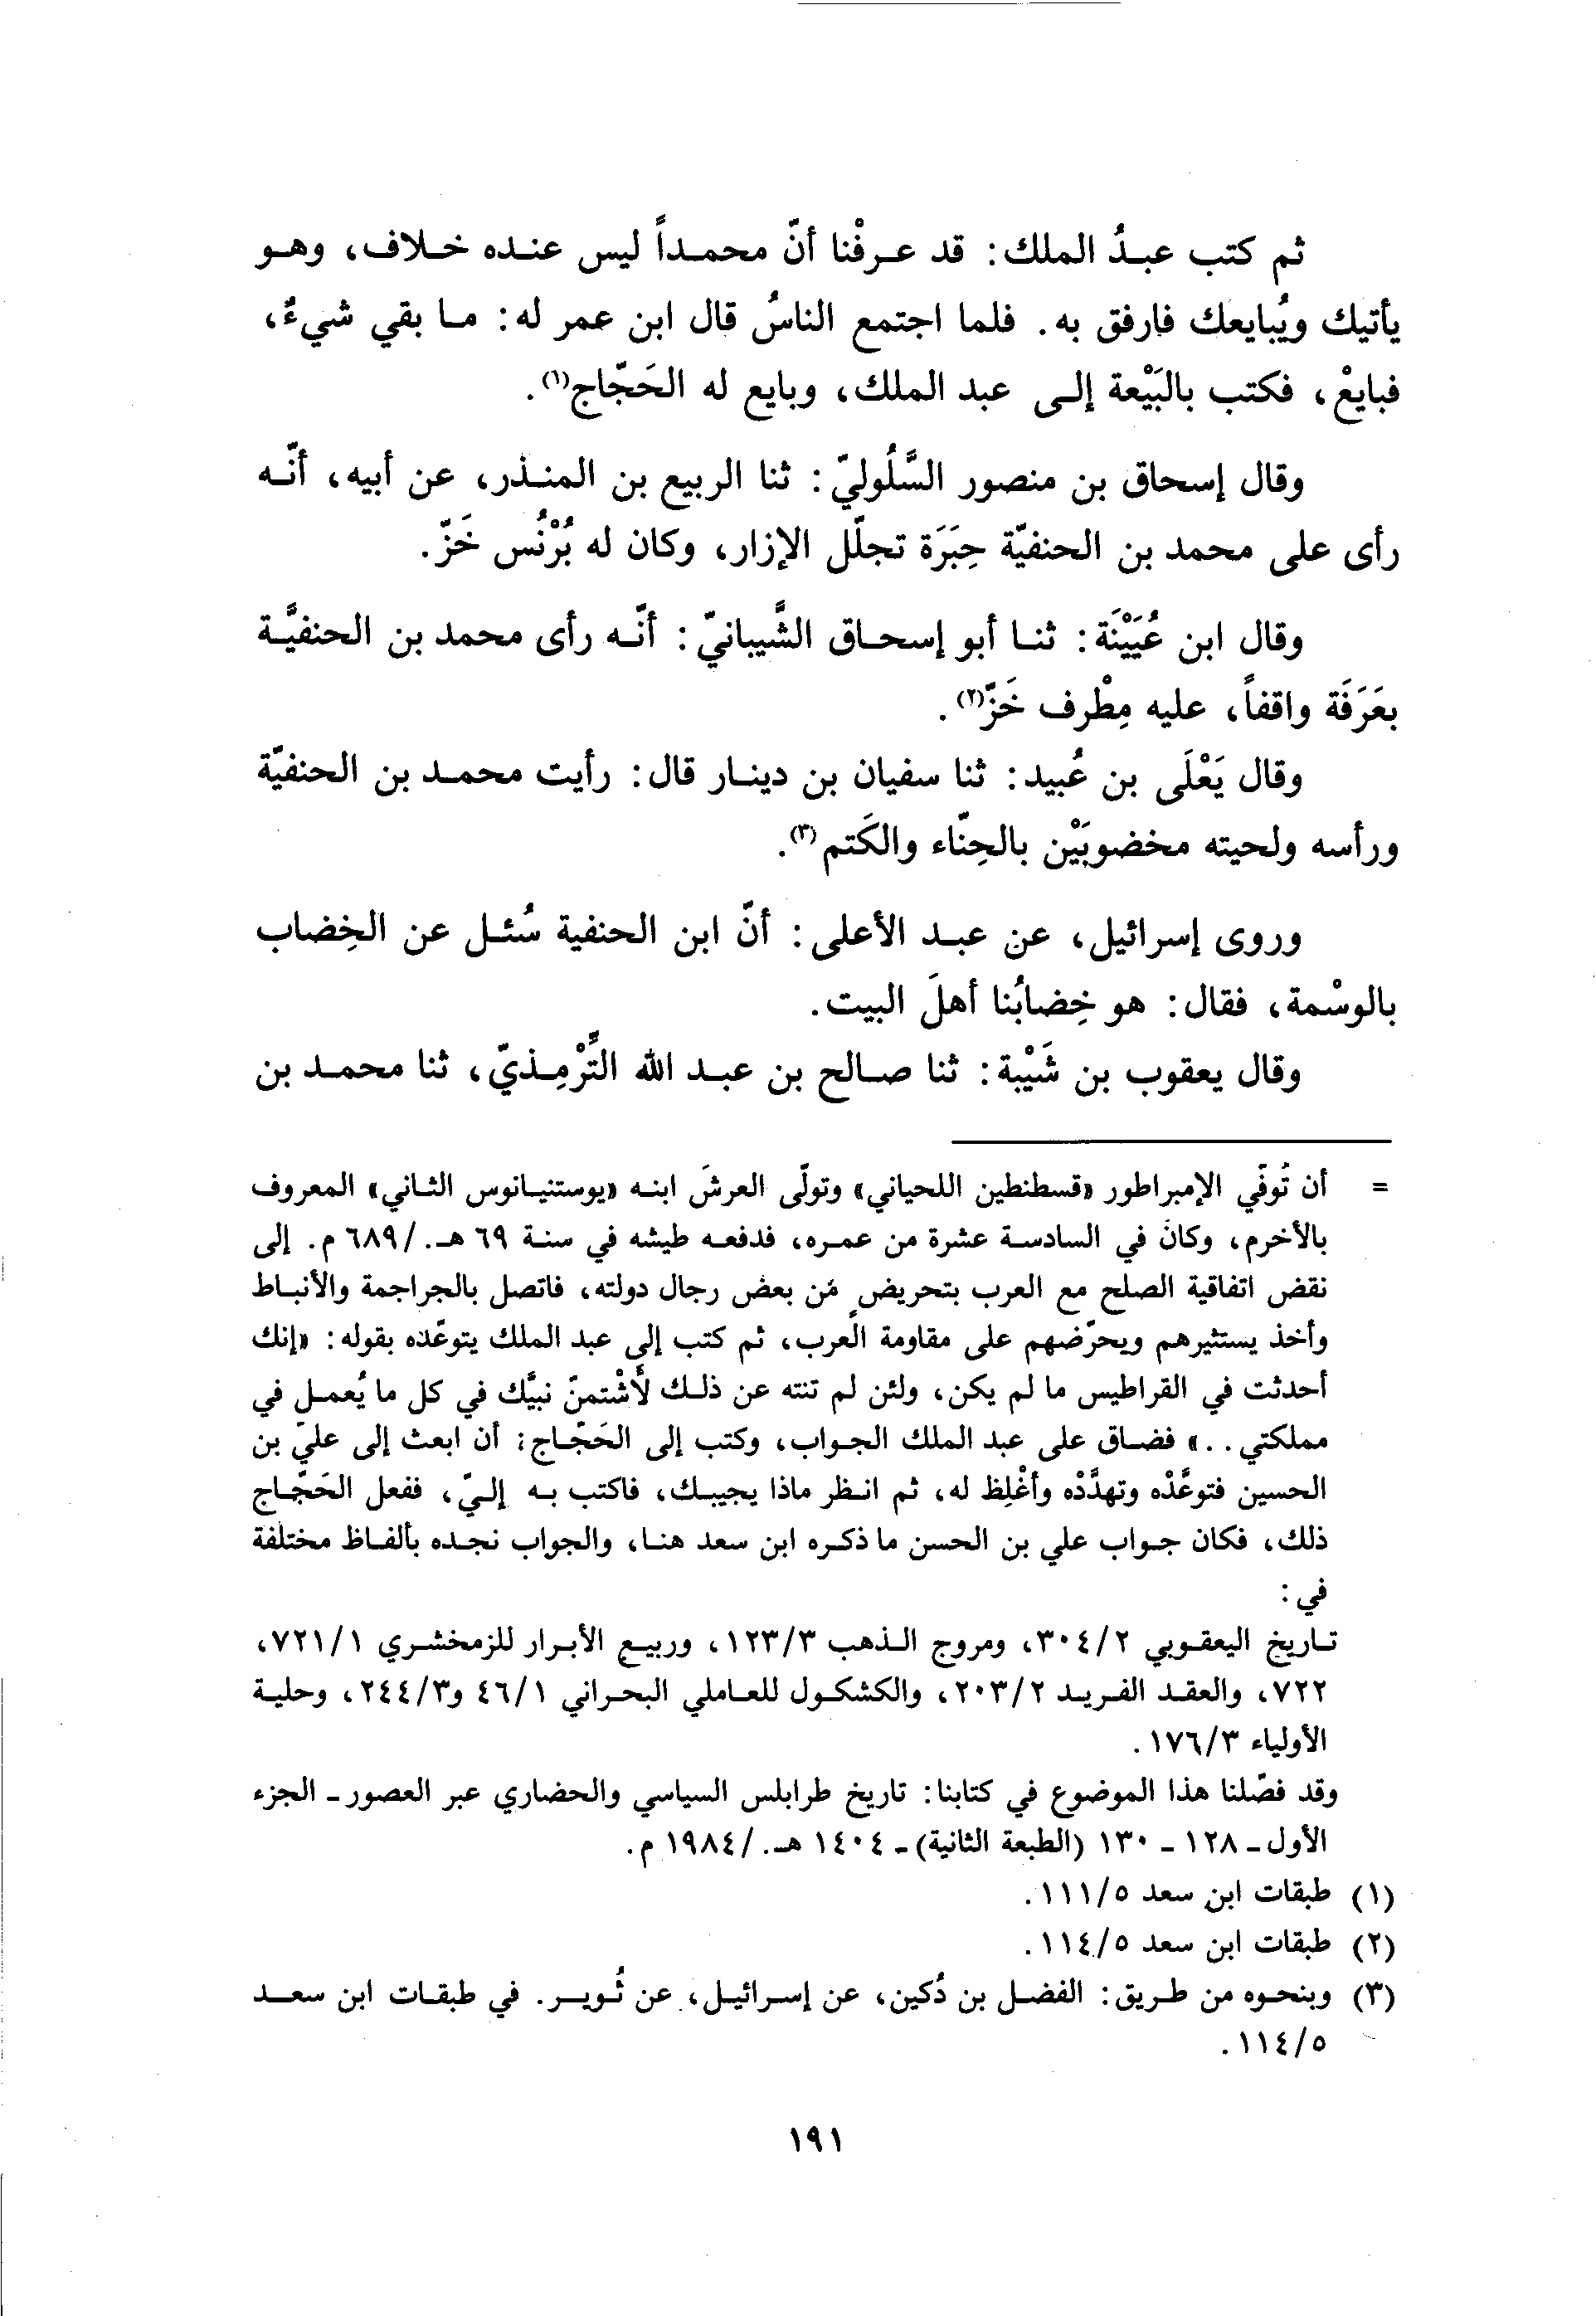 ثم كتب عبدُ الملك: قد عرفْنا أنّ محمداً ليس عنده خلاف، وهو
يأتيك ويُبايعك فارفق به. فلما اجتمع الناسُ قال ابن عمر له: ما بقي شيءٌ،
فبايعْ، فكتب بالبَيْعة إلى عبد الملك، وبايع له الحَجّاج(١).
وقال إسحاق بن منصور السَّلُوليّ: ثنا الربيع بن المنذر، عن أبيه، أنّه
رأى على محمد بن الحنفيّة حِبَرَة تجلّل الإزار، وكان له بُرْنُس خَزّ.
وقال ابن عُيَيْنَة: ثنا أبو إسحاق الشَّيبانيّ: أنّه رأى محمد بن الحنفيَّة
بعَرَفَة واقفاً، عليه مِطْرف خَزّ(٢).
وقال يَعْلَى بن عُبيد: ثنا سفيان بن دينار قال: رأيت محمد بن الحنفيّة
ورأسه ولحيته مخضوبَيْن بالحِنّاء والكَتم(٣).
وروى إسرائيل، عن عبد الأعلى: أنّ ابن الحنفية سُئل عن الخِضاب
بالوسْمة، فقال: هو خِضابُنا أهلَ البيت.
وقال يعقوب بن شَيْبة: ثنا صالح بن عبد الله التِّرْمِذيّ، ثنا محمد بن
= أن تُوفّي الإمبراطور «قسطنطين اللحياني» وتولّى العرشَ ابنه «يوستنيانوس الثاني» المعروف
بالأخرم، وكان في السادسة عشرة من عمره، فدفعه طيشه في سنة ٦٩ هـ./٦٨٩ م. إلى
نقض اتفاقية الصلح مع العرب بتحريضٍ من بعض رجال دولته، فاتصل بالجراجمة والأنباط
وأخذ يستثيرهم ويحرّضهم على مقاومة العرب، ثم كتب إلى عبد الملك يتوعّده بقوله: «إنك
أحدثت في القراطيس ما لم يكن، ولئن لم تنته عن ذلك لأَشْتمنّ نبيَّك في كل ما يُعمل في
مملكتي..» فضاق على عبد الملك الجواب، وكتب إلى الحَجّاج: أن ابعث إلى عليّ بن
الحسين فتوعَّدْه وتهدَّدْه وأغْلِظ له، ثم انظر ماذا يجيبك، فاكتب به إليّ، ففعل الحَجّاج
ذلك، فكان جواب علي بن الحسن ما ذكره ابن سعد هنا، والجواب نجده بألفاظ مختلفة
في:
تاريخ اليعقوبي ٣٠٤/٢، ومروج الذهب ١٢٣/٣، وربيع الأبرار للزمخشري ٧٢١/١،
٧٢٢، والعقد الفريد ٢٠٣/٢، والكشكول للعاملي البحراني ٤٦/١ و٢٤٤/٣، وحلية
الأولياء ١٧٦/٣.
وقد فصّلنا هذا الموضوع في كتابنا: تاريخ طرابلس السياسي والحضاري عبر العصور ـ الجزء
الأول ـ ١٢٨ ـ ١٣٠ (الطبعة الثانية) ـ ١٤٠٤ هـ./١٩٨٤ م.
(١) طبقات ابن سعد ١١١/٥.
(٢) طبقات ابن سعد ١١٤/٥.
(٣) وبنحوه من طريق: الفضل بن دُكين، عن إسرائيل، عن ثُوير. في طبقات ابن سعد
١١٤/٥.
١٩١